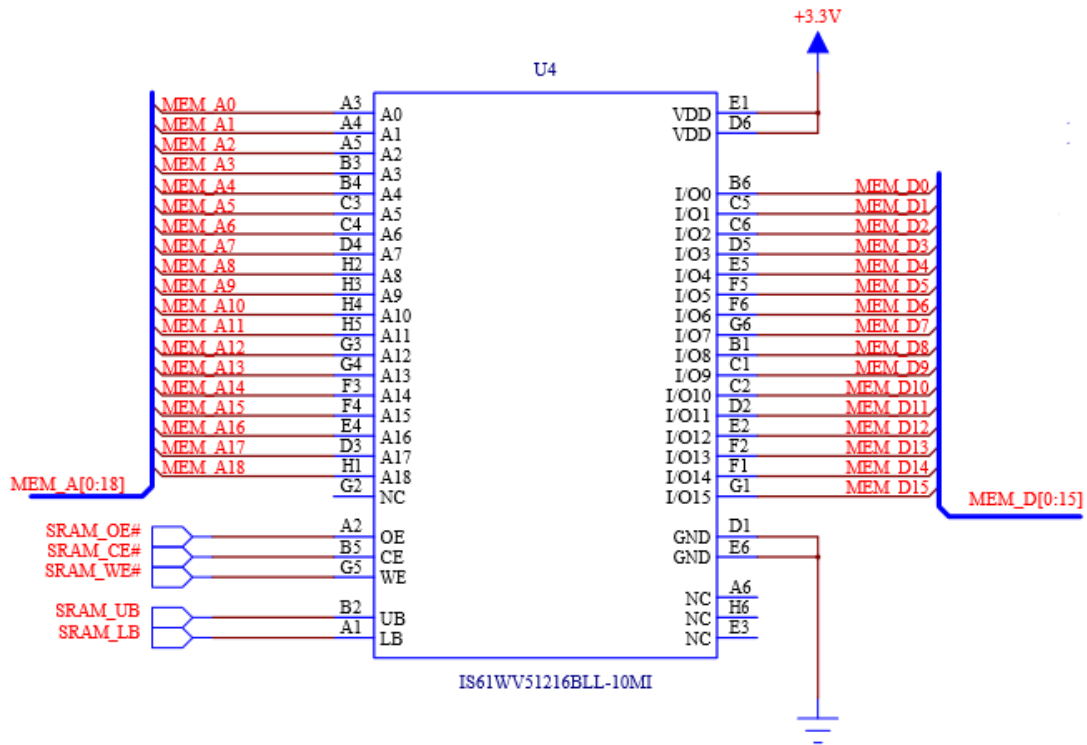 +3.3V
U4
MEM_A0 A3 A0 VDD E1
MEM_A1 A4 A1 VDD D6
MEM_A2 A5 A2
MEM_A3 B3 A3
MEM_A4 B4 A4 I/O0 B6 MEM_D0
MEM_A5 C3 A5 I/O1 C5 MEM_D1
MEM_A6 C4 A6 I/O2 C6 MEM_D2
MEM_A7 D4 A7 I/O3 D5 MEM_D3
MEM_A8 H2 A8 I/O4 E5 MEM_D4
MEM_A9 H3 A9 I/O5 F5 MEM_D5
MEM_A10 H4 A10 I/O6 F6 MEM_D6
MEM_A11 H5 A11 I/O7 G6 MEM_D7
MEM_A12 G3 A12 I/O8 B1 MEM_D8
MEM_A13 G4 A13 I/O9 C1 MEM_D9
MEM_A14 F3 A14 I/O10 C2 MEM_D10
MEM_A15 F4 A15 I/O11 D2 MEM_D11
MEM_A16 E4 A16 I/O12 E2 MEM_D12
MEM_A17 D3 A17 I/O13 F2 MEM_D13
MEM_A18 H1 A18 I/O14 F1 MEM_D14
MEM_A[0:18] G2 NC I/O15 G1 MEM_D15
MEM_D[0:15]
SRAM_OE# A2 OE GND D1
SRAM_CE# B5 CE GND E6
SRAM_WE# G5 WE
NC A6
SRAM_UB B2 UB NC H6
SRAM_LB A1 LB NC E3
IS61WV51216BLL-10MI